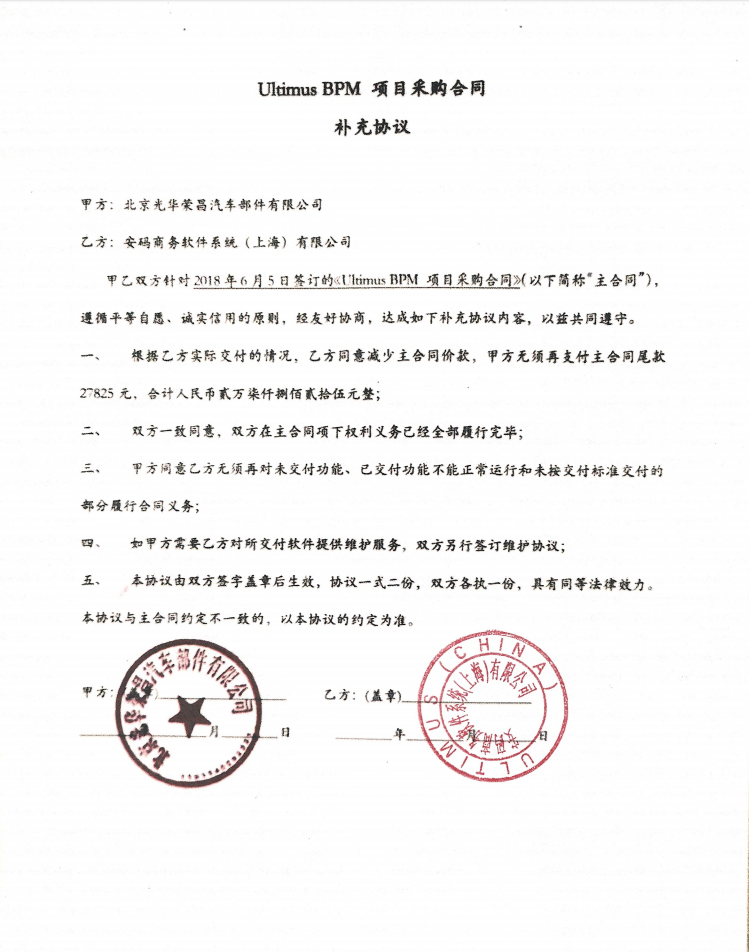 Ultimus BPM 项目采购合同
补充协议
甲方：北京光华荣昌汽车部件有限公司
乙方：安码商务软件系统（上海）有限公司
甲乙双方针对2018年6月5日签订的《Ultimus BPM 项目采购合同》(以下简称“主合同”)，
遵循平等自愿、诚实信用的原则，经友好协商，达成如下补充协议内容，以兹共同遵守。
一、 根据乙方实际交付的情况，乙方同意减少主合同价款，甲方无须再支付主合同尾款
27825元，合计人民币贰万柒仟捌佰贰拾伍元整；
二、 双方一致同意，双方在主合同项下权利义务已经全部履行完毕；
三、 甲方同意乙方无须再对未交付功能、已交付功能不能正常运行和未按交付标准交付的
部分履行合同义务；
四、 如甲方需要乙方对所交付软件提供维护服务，双方另行签订维护协议；
五、 本协议由双方签字盖章后生效，协议一式二份，双方各执一份，具有同等法律效力。
本协议与主合同约定不一致的，以本协议的约定为准。
甲方： 乙方：(盖章)
月 日 年 月 日
北京光华荣昌汽车部件有限公司
ULTIMUS (CHINA)
安码商务软件系统(上海)有限公司